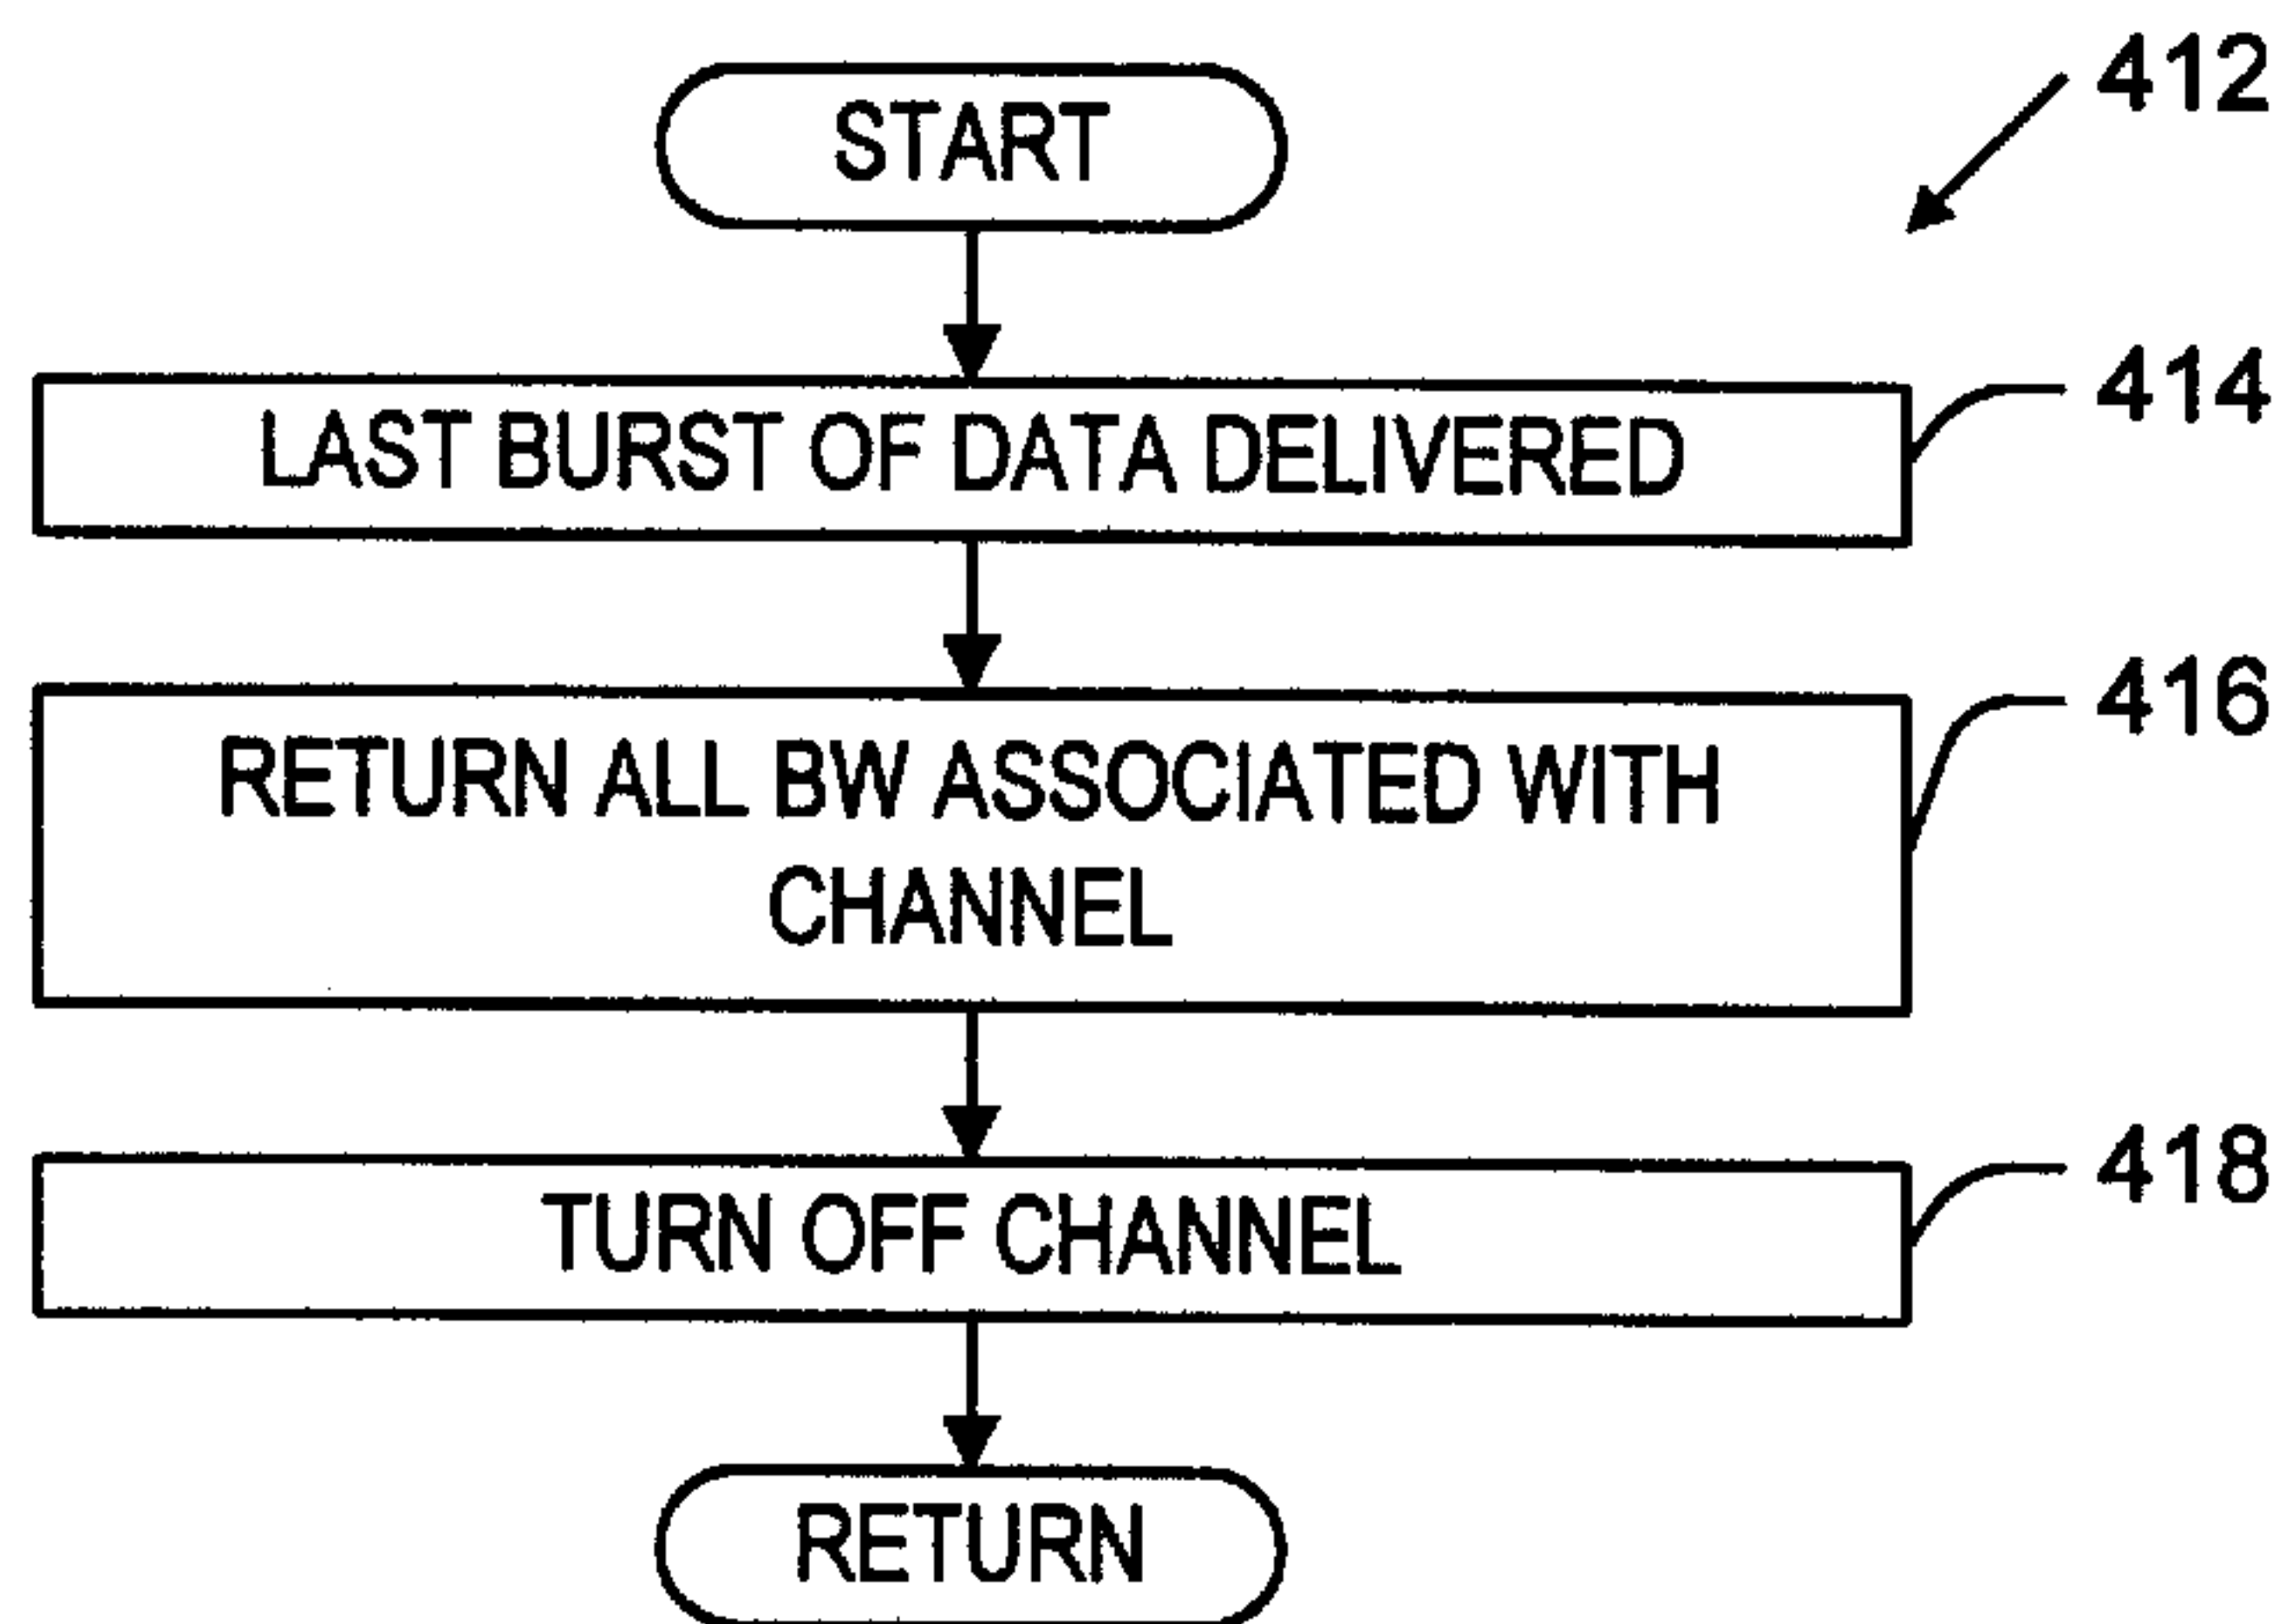 START
412
LAST BURST OF DATA DELIVERED
414
RETURN ALL BW ASSOCIATED WITH
CHANNEL
416
TURN OFF CHANNEL
418
RETURN